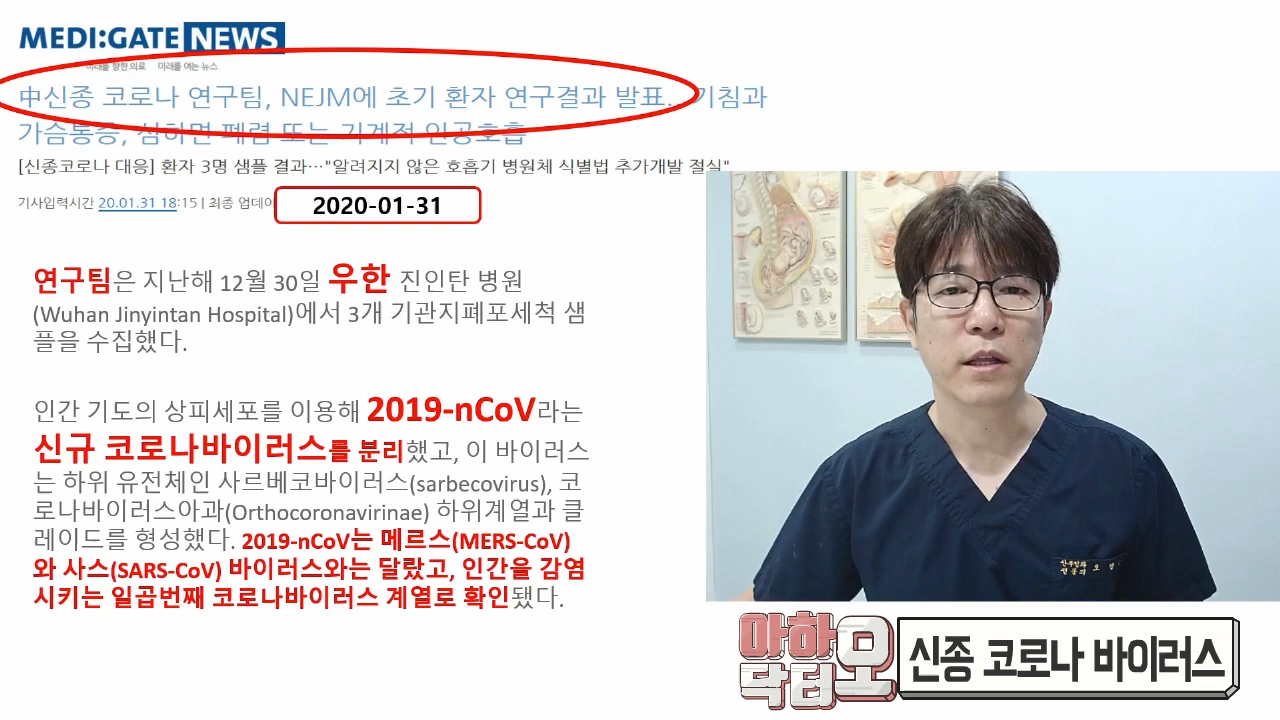 MEDI:GATE NEWS
미래를 향한 의료 미래를 여는 뉴스
中신종 코로나 연구팀, NEJM에 초기 환자 연구결과 발표.. 기침과
가슴통증, 심하면 폐렴 또는 기계적 인공호흡
[신종코로나 대응] 환자 3명 샘플 결과…"알려지지 않은 호흡기 병원체 식별법 추가개발 절실"
기사입력시간 20.01.31 18:15 | 최종 업데이
2020-01-31
연구팀은 지난해 12월 30일 우한 진인탄 병원
(Wuhan Jinyintan Hospital)에서 3개 기관지폐포세척 샘
플을 수집했다.
인간 기도의 상피세포를 이용해 2019-nCoV라는
신규 코로나바이러스를 분리했고, 이 바이러스
는 하위 유전체인 사르베코바이러스(sarbecovirus), 코
로나바이러스아과(Orthocoronavirinae) 하위계열과 클
레이드를 형성했다. 2019-nCoV는 메르스(MERS-CoV)
와 사스(SARS-CoV) 바이러스와는 달랐고, 인간을 감염
시키는 일곱번째 코로나바이러스 계열로 확인됐다.
산부인과
전문의 오
아하
닥터오
신종 코로나 바이러스